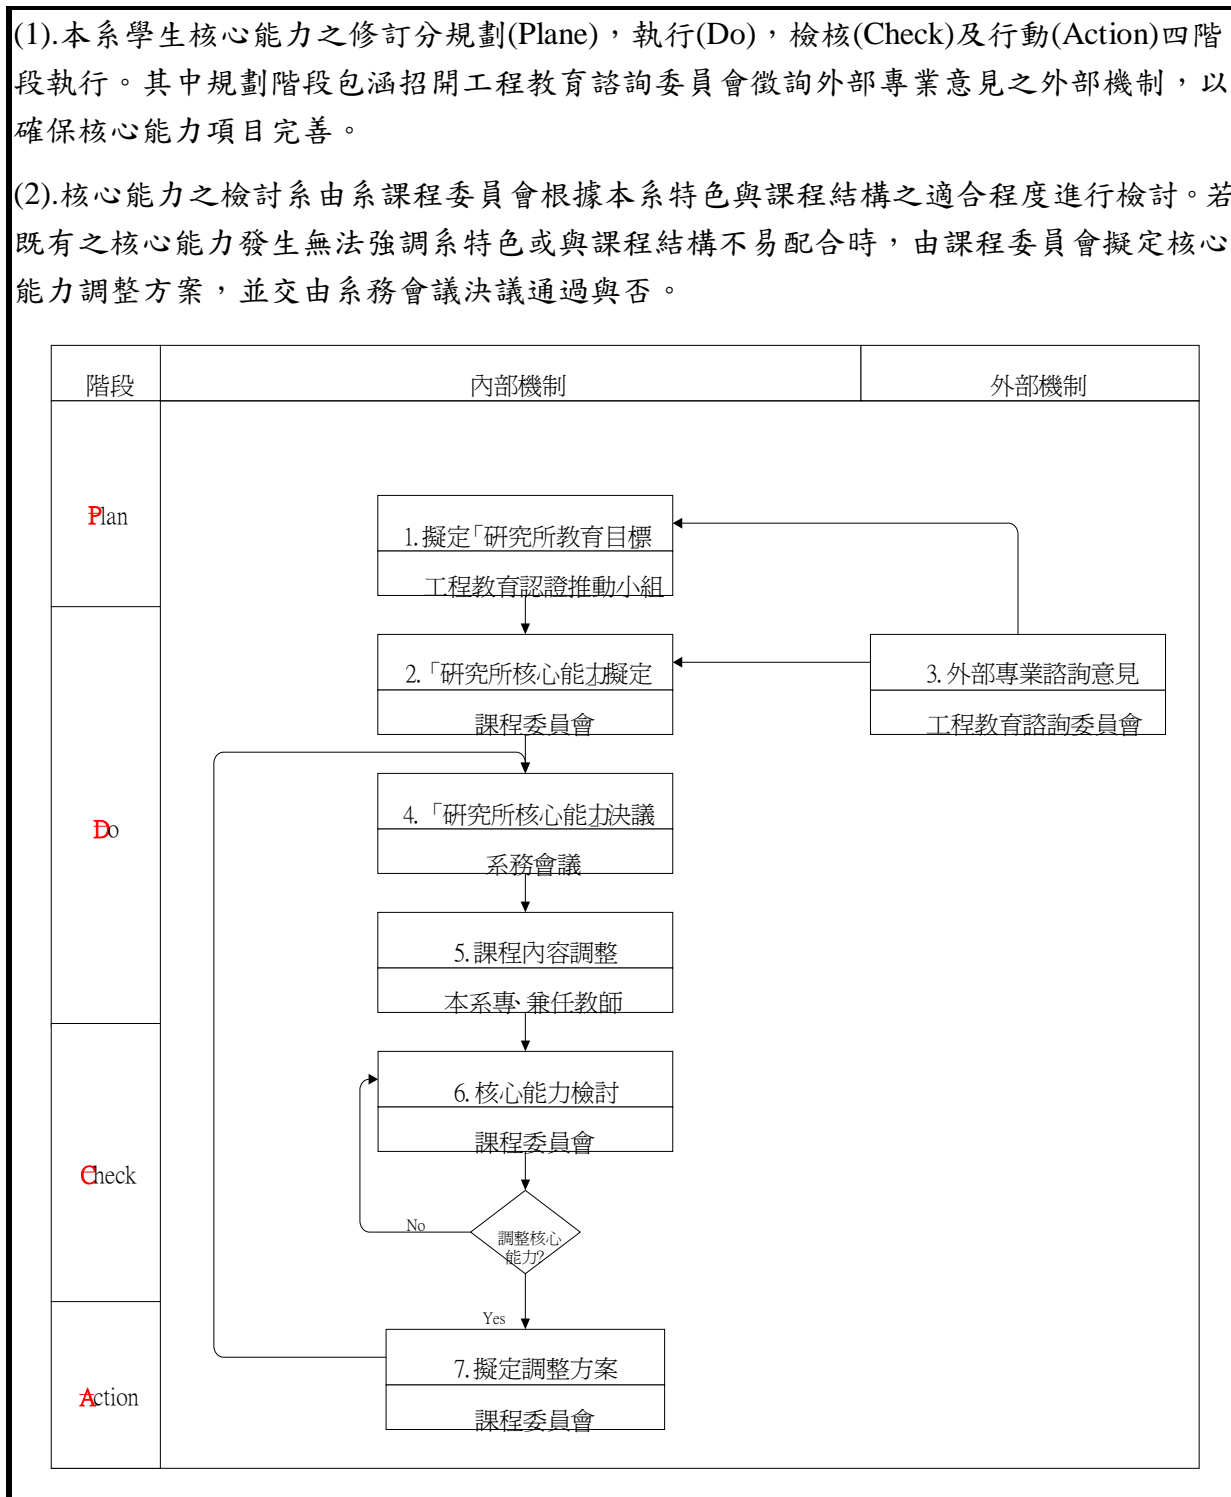 (1).本系學生核心能力之修訂分規劃(Plane)，執行(Do)，檢核(Check)及行動(Action)四階
段執行。其中規劃階段包涵招開工程教育諮詢委員會徵詢外部專業意見之外部機制，以
確保核心能力項目完善。
(2).核心能力之檢討系由系課程委員會根據本系特色與課程結構之適合程度進行檢討。若
既有之核心能力發生無法強調系特色或與課程結構不易配合時，由課程委員會擬定核心
能力調整方案，並交由系務會議決議通過與否。
階段
內部機制
外部機制
Plan
1.擬定「研究所教育目標
工程教育認證推動小組
2.「研究所核心能力」擬定
課程委員會
3.外部專業諮詢意見
工程教育諮詢委員會
Do
4.「研究所核心能力」決議
系務會議
5.課程內容調整
本系專、兼任教師
Check
6.核心能力檢討
課程委員會
No
調整核心
能力?
Yes
Action
7.擬定調整方案
課程委員會